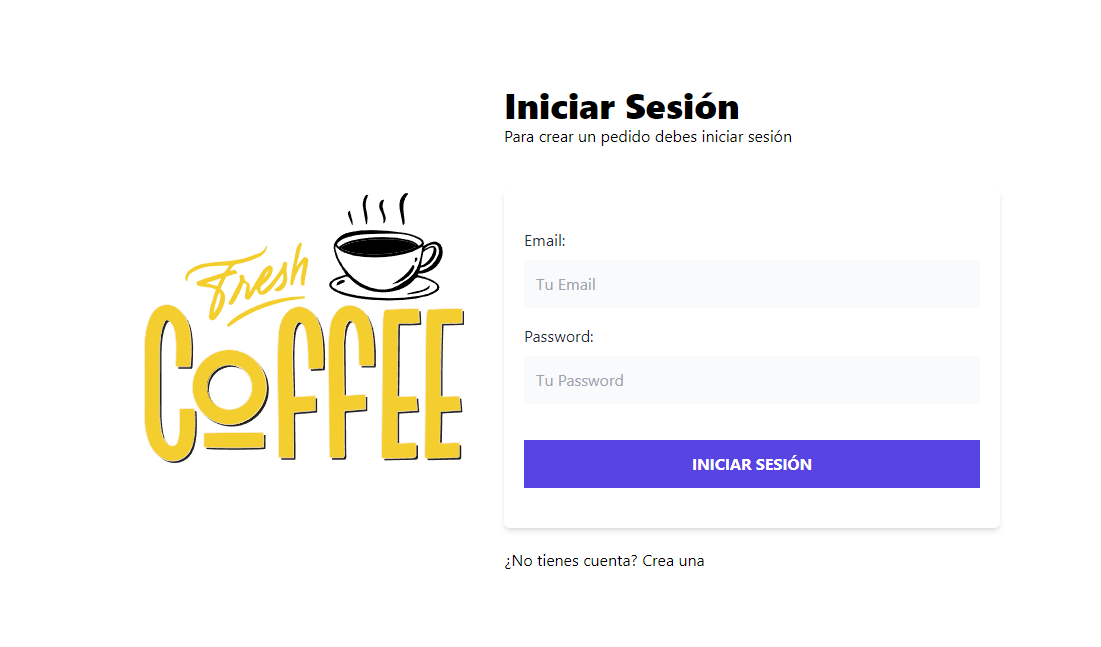 Iniciar Sesión
Para crear un pedido debes iniciar sesión
Fresh
COFFEE
Email:
Tu Email
Password:
Tu Password
INICIAR SESIÓN
¿No tienes cuenta? Crea una